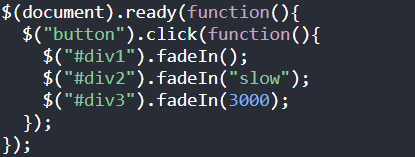 $(document).ready(function(){
  $("button").click(function(){
    $("#div1").fadeIn();
    $("#div2").fadeIn("slow");
    $("#div3").fadeIn(3000);
  });
});